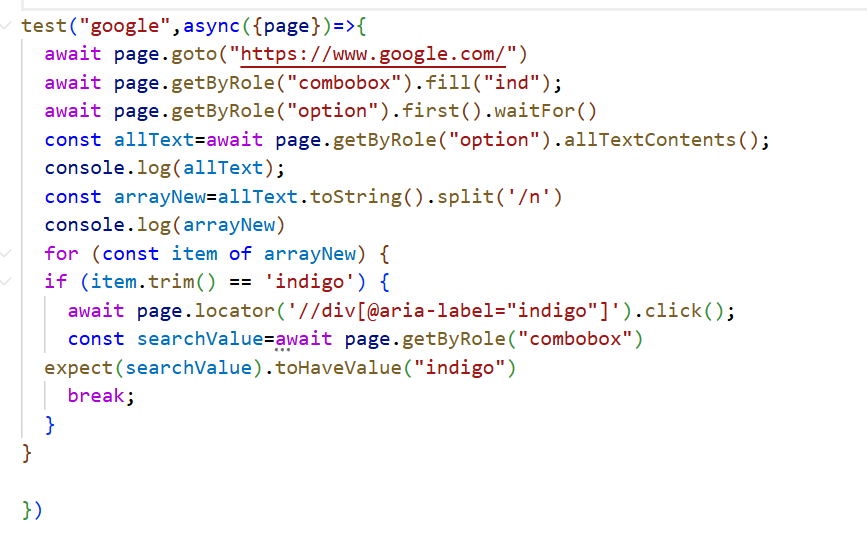 test("google",async({page})=>{
await page.goto("https://www.google.com/")
await page.getByRole("combobox").fill("ind");
await page.getByRole("option").first().waitFor()
const allText=await page.getByRole("option").allTextContents();
console.log(allText);
const arrayNew=allText.toString().split('/n')
console.log(arrayNew)
for (const item of arrayNew) {
if (item.trim() == 'indigo') {
await page.locator('//div[@aria-label="indigo"]').click();
const searchValue=await page.getByRole("combobox")
expect(searchValue).toHaveValue("indigo")
break;
}
}
})